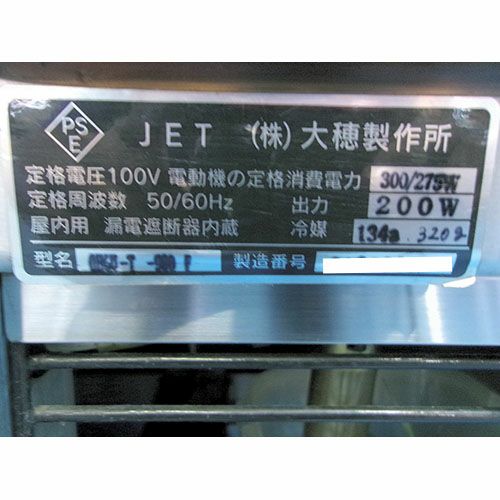 PSE JET (株)大穂製作所
定格電圧100V 電動機の定格消費電力 300/275W
定格周波数 50/60Hz 出力 200W
屋内用 漏電遮断器内蔵 冷媒 134a 320g
型名 製造番号